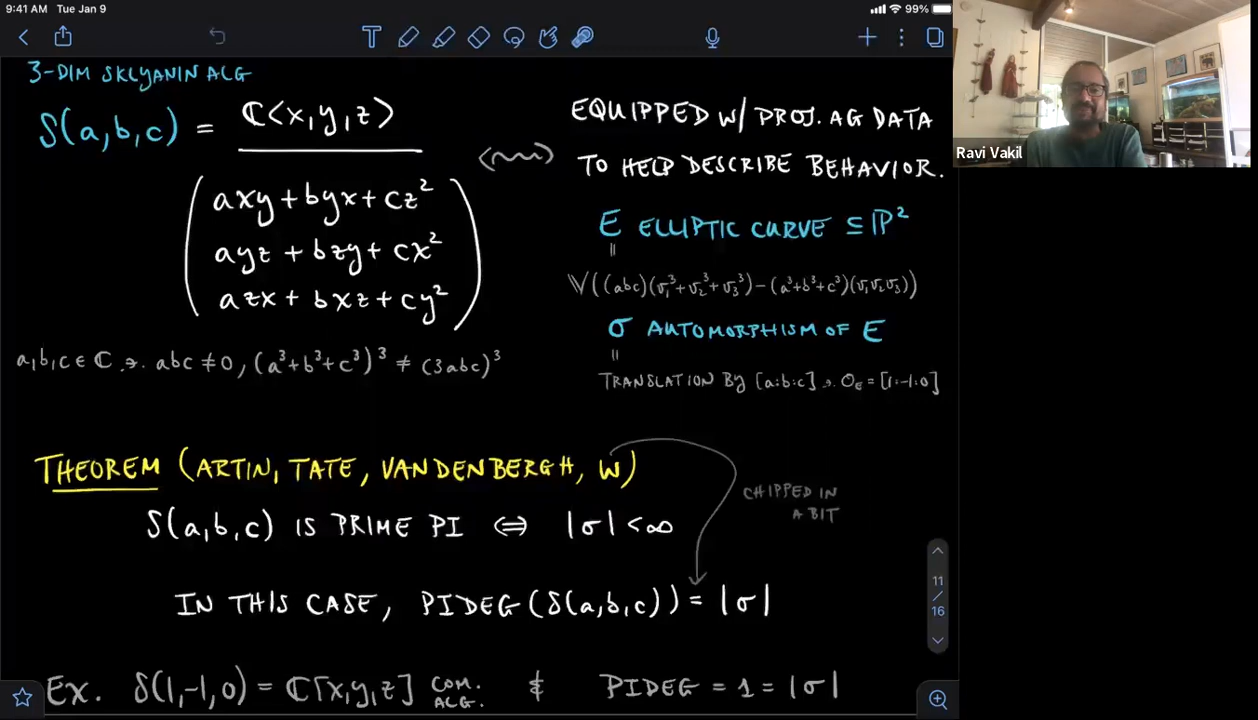 9:41 AM Tue Jan 9
99%
3-DIM SKLYANIN ALG
S(a,b,c) = ℂ<x,y,z>
(axy + byx + cz²
ayz + bzy + cx²
azx + bxz + cy²)
a,b,c ∈ ℂ ∋. abc ≠ 0, (a³+b³+c³)³ ≠ (3abc)³
EQUIPPED W/ PROJ. AG DATA
TO HELP DESCRIBE BEHAVIOR.
E ELLIPTIC CURVE ⊆ ℙ²
=
𝕍((abc)(v₁³+v₂³+v₃³)-(a³+b³+c³)(v₁v₂v₃))
σ AUTOMORPHISM OF E
=
TRANSLATION BY [a:b:c] ∋. O_E = [1:-1:0]
Ravi Vakil
THEOREM (ARTIN, TATE, VANDENBERGH, W)
CHIPPED IN
A BIT
S(a,b,c) IS PRIME PI ⟺ |σ| < ∞
IN THIS CASE, PIDEG(S(a,b,c)) = |σ|
Ex. S(1,-1,0) = ℂ[x,y,z] COM. ALG. & PIDEG = 1 = |σ|
11
/
16